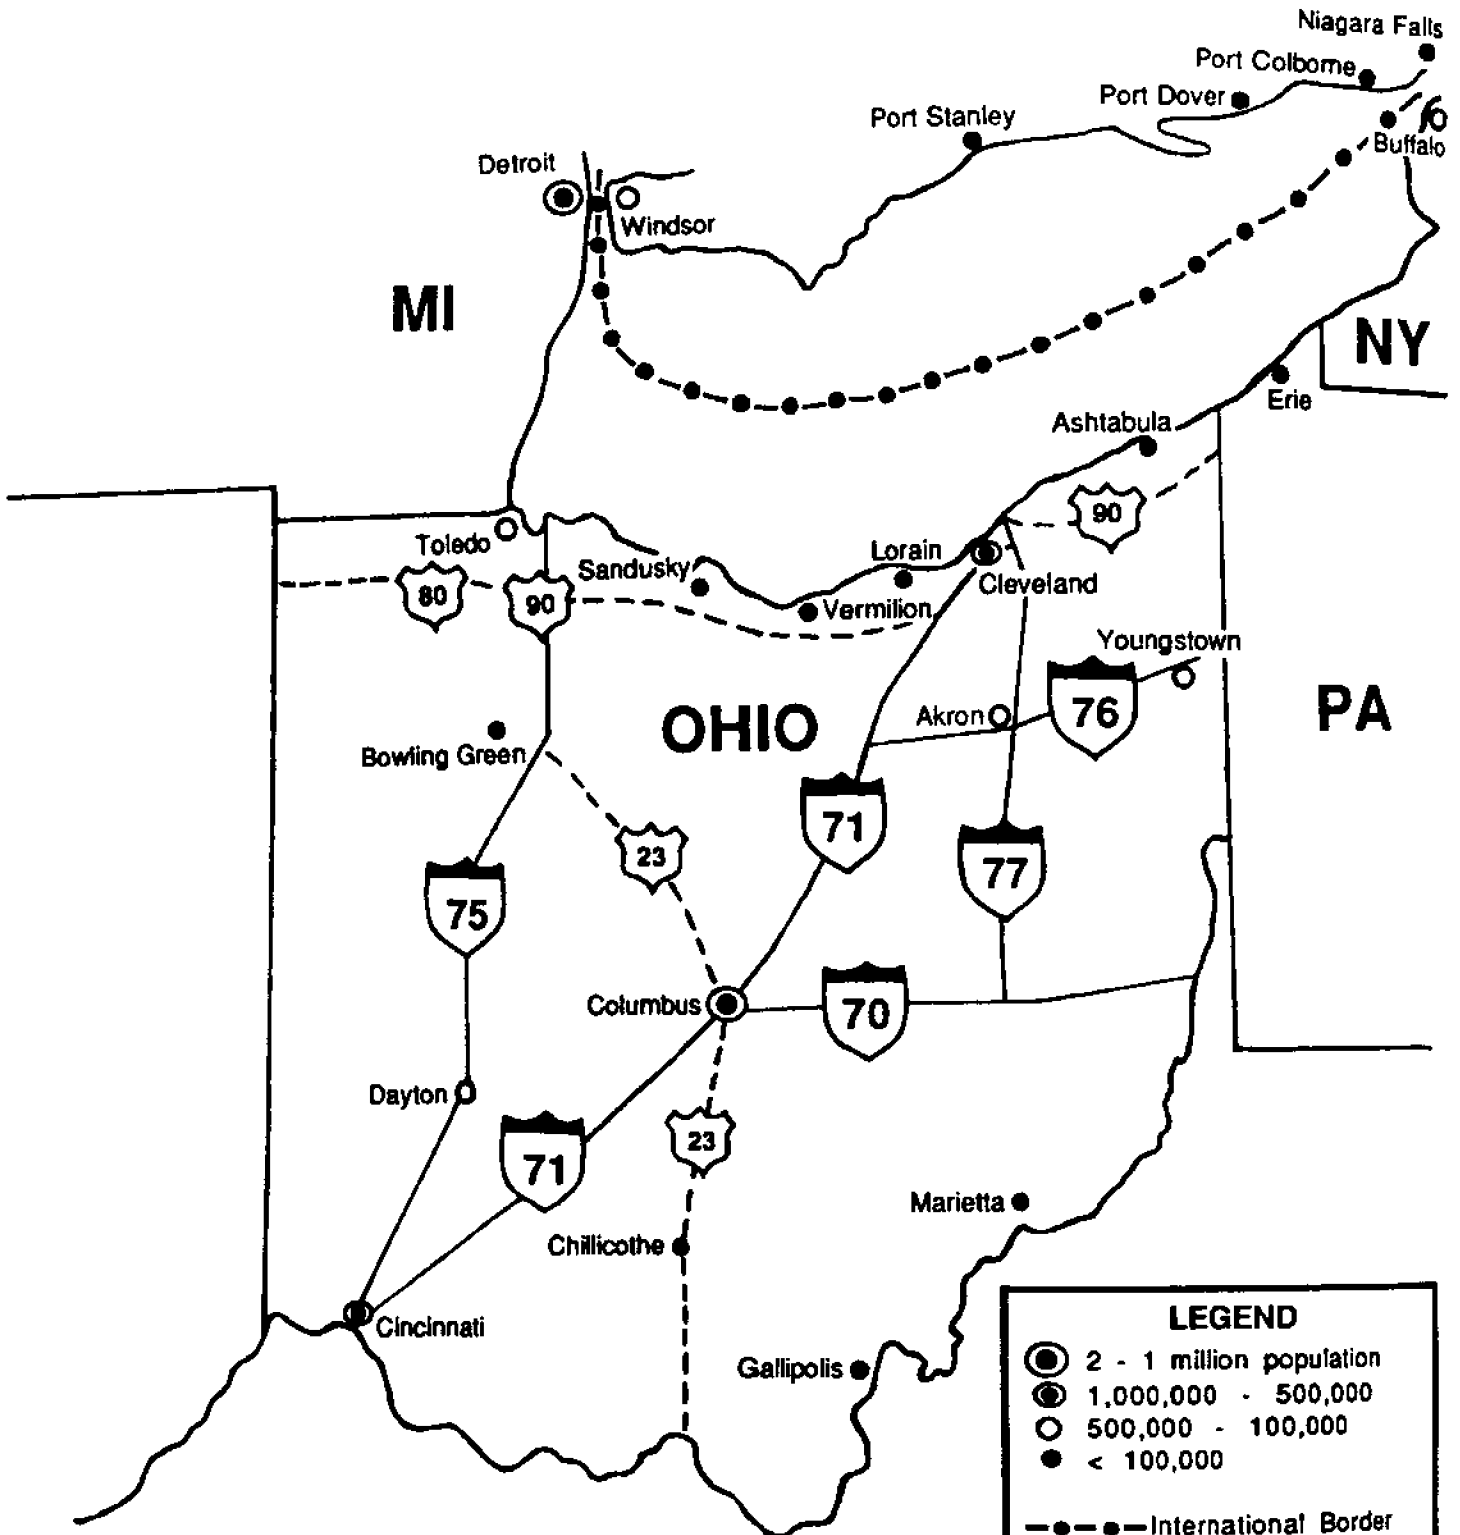 Niagara Falls
Port Colborne
Port Dover
Port Stanley
Buffalo
Detroit
Windsor
MI
NY
Erie
Ashtabula
90
Toledo
Lorain
Sandusky
Cleveland
80
90
Vermilion
Youngstown
OHIO
Akron
76
PA
Bowling Green
71
23
77
75
Columbus
70
Dayton
23
71
Marietta
Chillicothe
Cincinnati
Gallipolis
LEGEND
2 - 1 million population
1,000,000 - 500,000
500,000 - 100,000
< 100,000
International Border